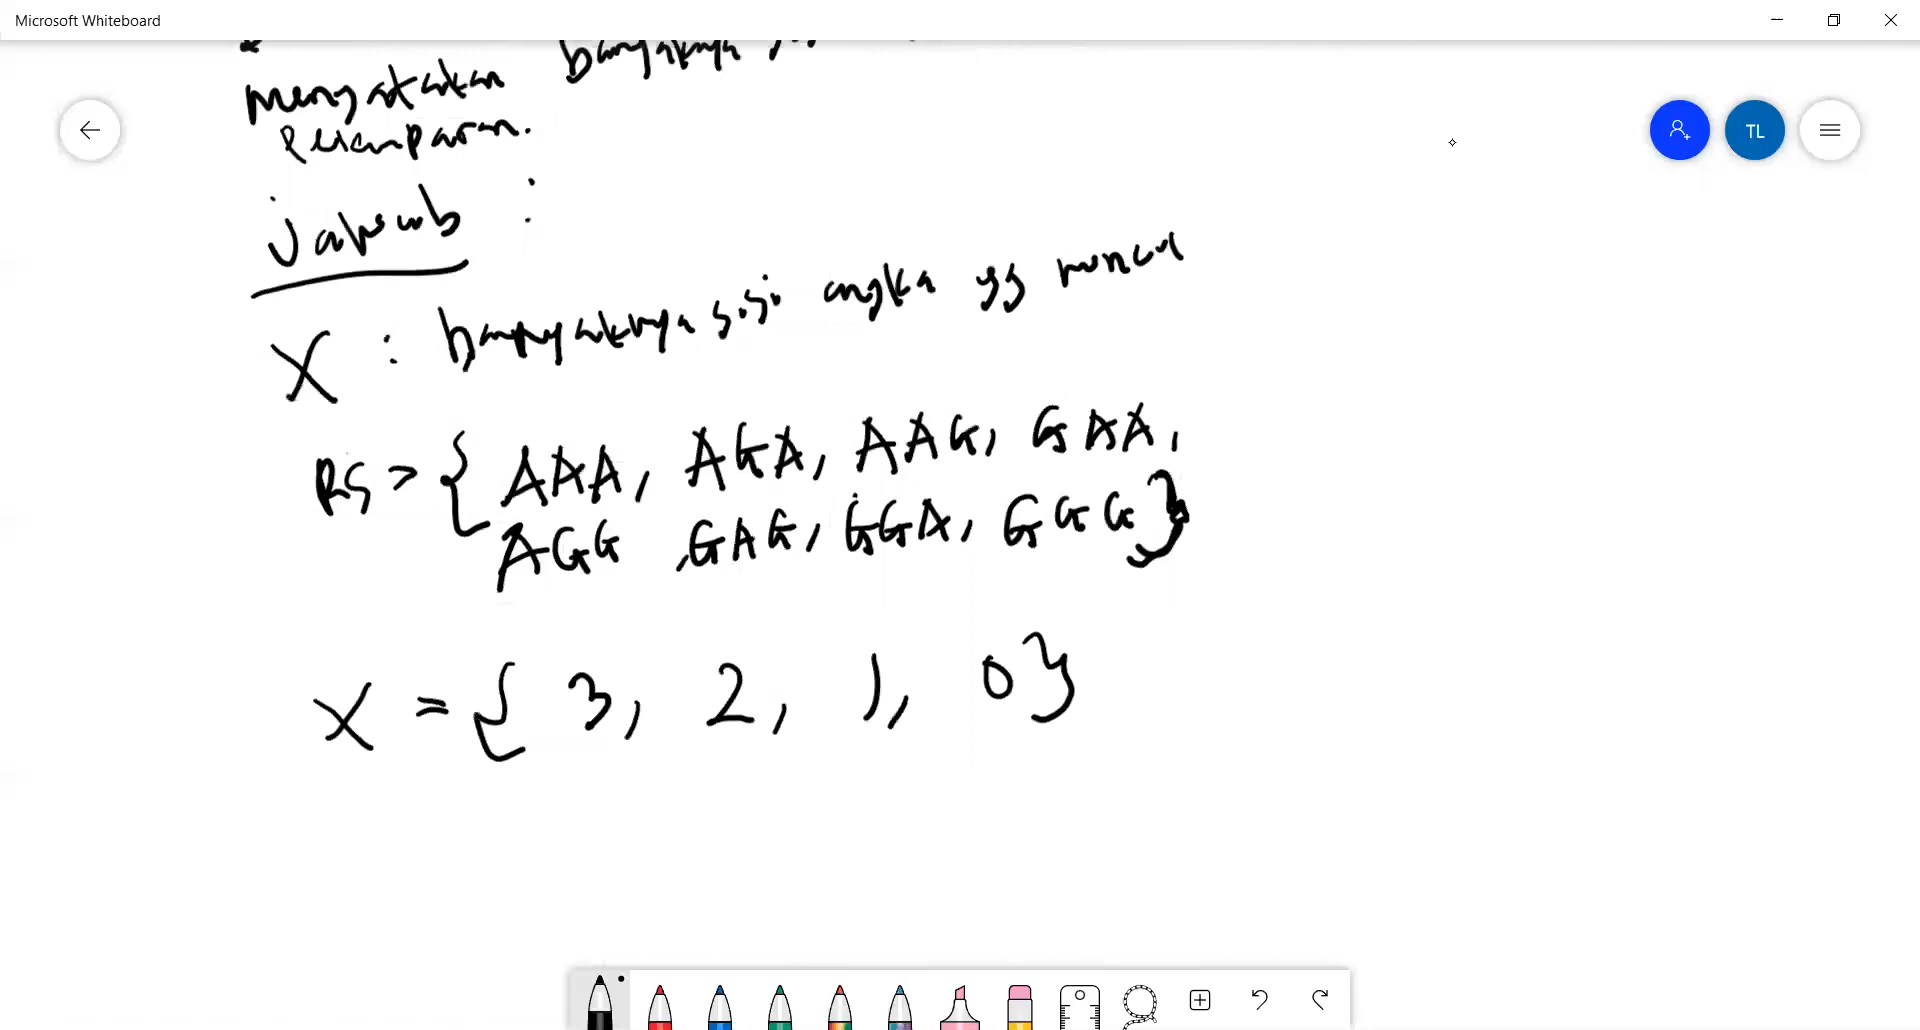 Microsoft Whiteboard
banyaknya
menyatakan
pelemparan.
TL
jawab :
X : banyaknya sisi angka yg muncul
RS = { AAA, AGA, AAG, GAA,
AGG , GAG, GGA, GGG }
X = { 3, 2, 1, 0 }